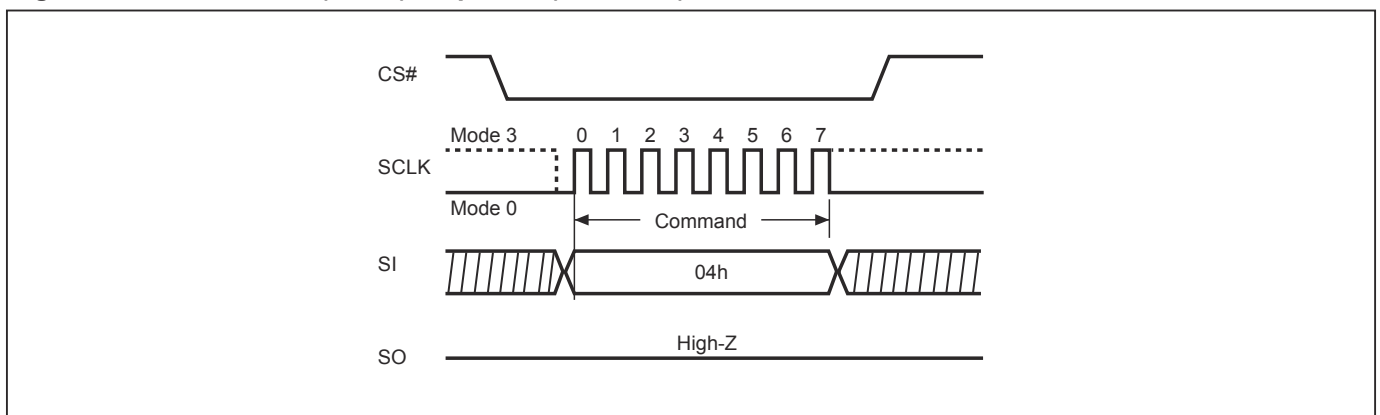 CS#
Mode 3 0 1 2 3 4 5 6 7
SCLK
Mode 0
Command
SI 04h
High-Z
SO